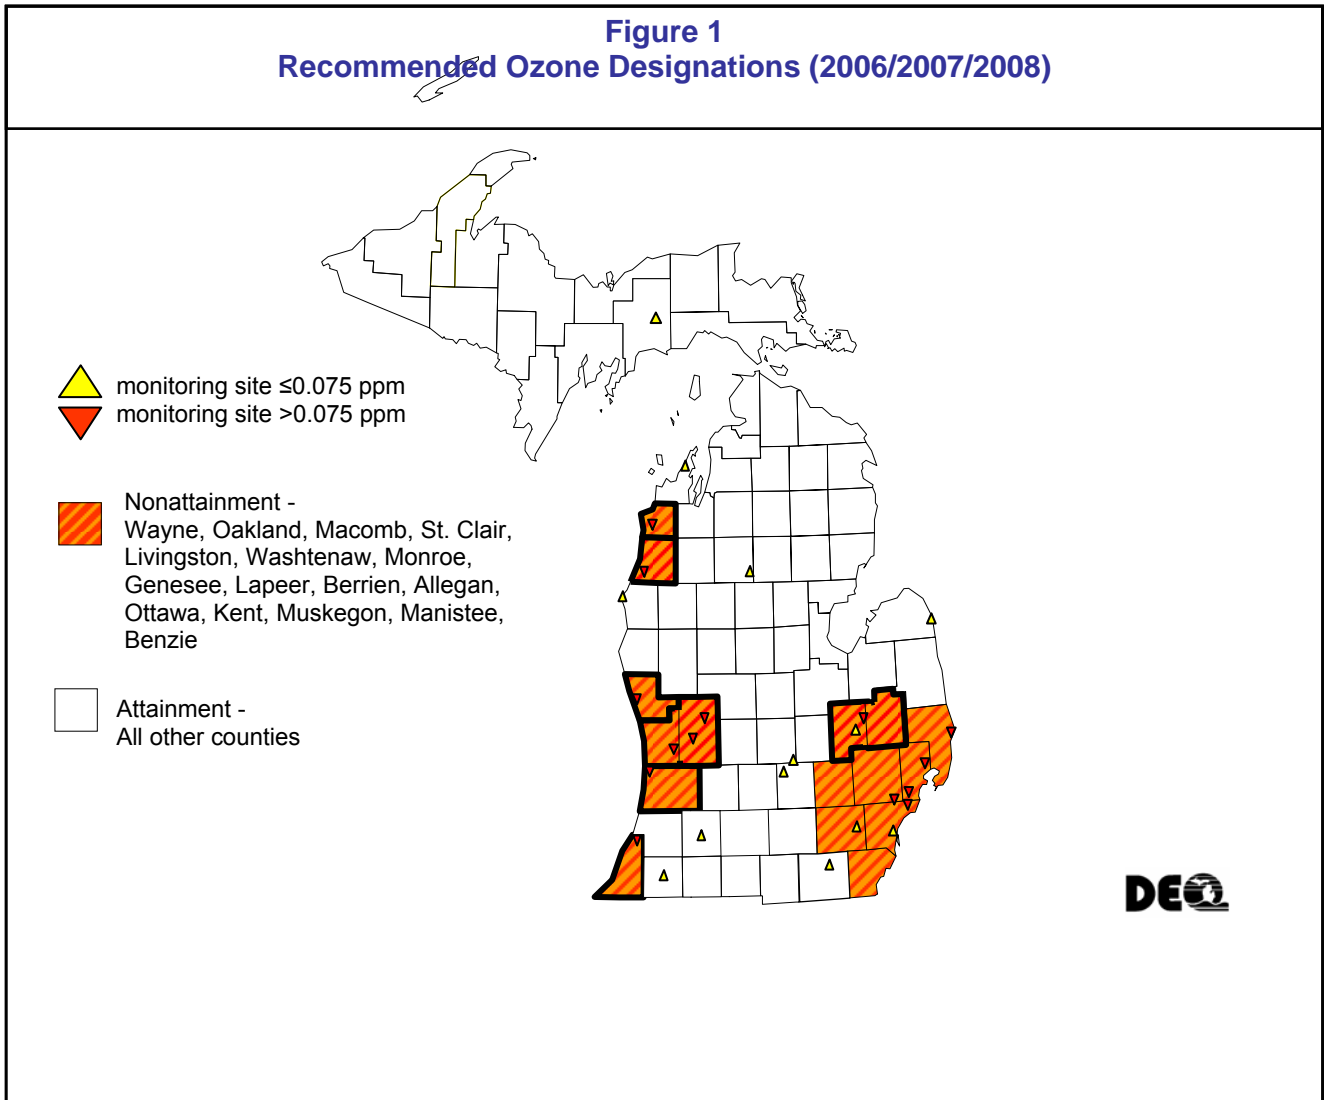 Figure 1
Recommended Ozone Designations (2006/2007/2008)
monitoring site ≤0.075 ppm
monitoring site >0.075 ppm
Nonattainment -
Wayne, Oakland, Macomb, St. Clair,
Livingston, Washtenaw, Monroe,
Genesee, Lapeer, Berrien, Allegan,
Ottawa, Kent, Muskegon, Manistee,
Benzie
Attainment -
All other counties
DEQ